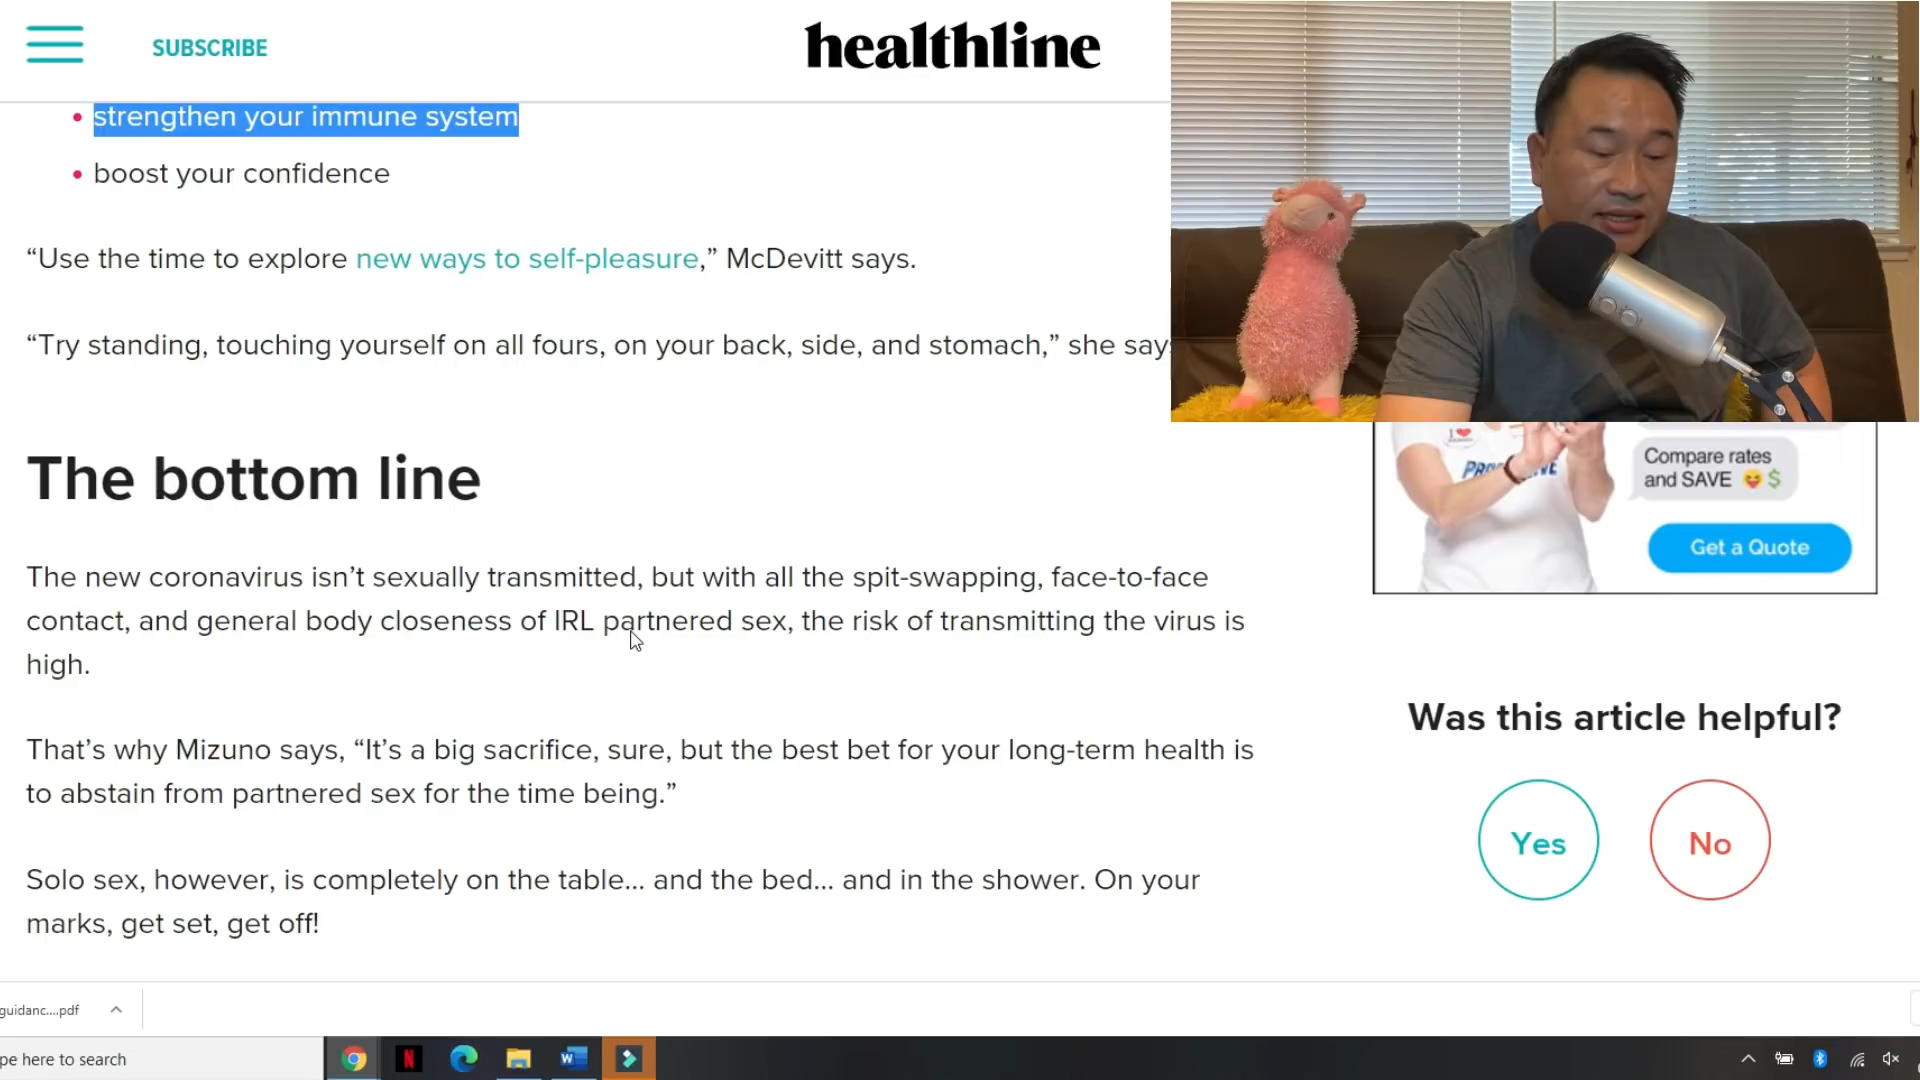 SUBSCRIBE
healthline
strengthen your immune system
boost your confidence
“Use the time to explore new ways to self-pleasure,” McDevitt says.
“Try standing, touching yourself on all fours, on your back, side, and stomach,” she say
The bottom line
The new coronavirus isn’t sexually transmitted, but with all the spit-swapping, face-to-face
contact, and general body closeness of IRL partnered sex, the risk of transmitting the virus is
high.
That’s why Mizuno says, “It’s a big sacrifice, sure, but the best bet for your long-term health is
to abstain from partnered sex for the time being.”
Solo sex, however, is completely on the table... and the bed... and in the shower. On your
marks, get set, get off!
Compare rates
and SAVE 😝 $
Get a Quote
Was this article helpful?
Yes
No
guidanc....pdf
pe here to search